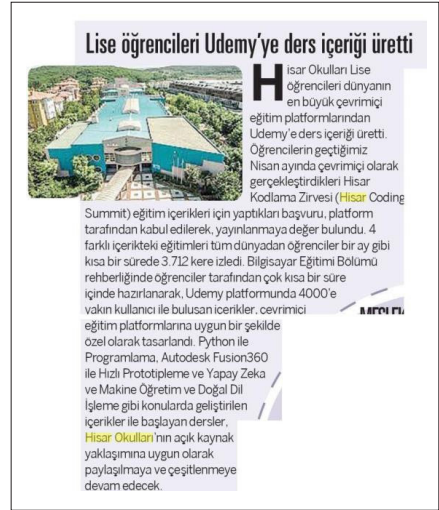 Lise öğrencileri Udemy'ye ders içeriği üretti
Hisar Okulları Lise
öğrencileri dünyanın
en büyük çevrimiçi
eğitim platformlarından
Udemy'e ders içeriği üretti.
Öğrencilerin geçtiğimiz
Nisan ayında çevrimiçi olarak
gerçekleştirdikleri Hisar
Kodlama Zirvesi (Hisar Coding
Summit) eğitim içerikleri için yaptıkları başvuru, platform
tarafından kabul edilerek, yayınlanmaya değer bulundu. 4
farklı içerikteki eğitimleri tüm dünyadan öğrenciler bir ay gibi
kısa bir sürede 3.712 kere izledi. Bilgisayar Eğitimi Bölümü
rehberliğinde öğrenciler tarafından çok kısa bir süre
içinde hazırlanarak, Udemy platformunda 4000'e
yakın kullanıcı ile buluşan içerikler, çevrimiçi
eğitim platformlarına uygun bir şekilde
özel olarak tasarlandı. Python ile
Programlama, Autodesk Fusion360
ile Hızlı Prototipleme ve Yapay Zeka
ve Makine Öğretim ve Doğal Dil
İşleme gibi konularda geliştirilen
içerikler ile başlayan dersler,
Hisar Okulları'nın açık kaynak
yaklaşımına uygun olarak
paylaşılmaya ve çeşitlenmeye
devam edecek.